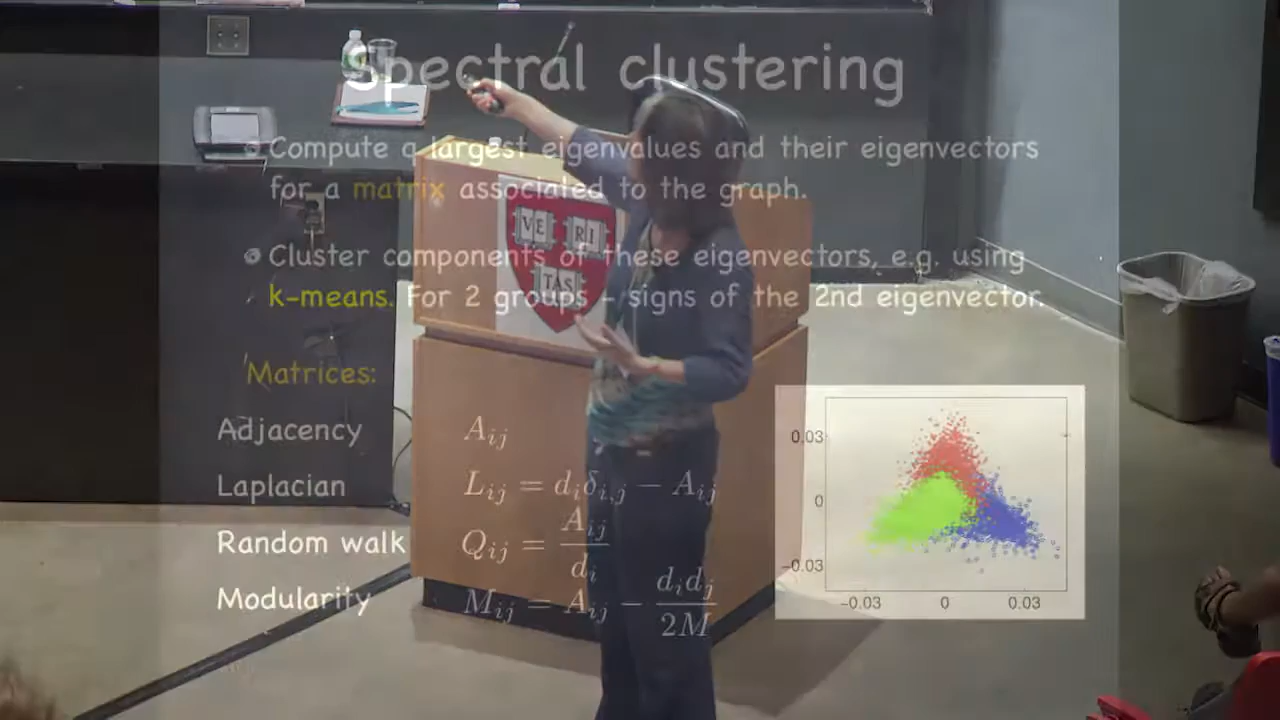 Spectral clustering
Compute q largest eigenvalues and their eigenvectors
for a matrix associated to the graph.
Cluster components of these eigenvectors, e.g. using
k-means. For 2 groups - signs of the 2nd eigenvector.
VE RI
TAS
Matrices:
Adjacency A_{ij}
Laplacian L_{ij} = d_iδ_{i,j} − A_{ij}
Random walk Q_{ij} = A_{ij} / d_i
Modularity M_{ij} = A_{ij} − d_i d_j / 2M
0.03
0
−0.03
−0.03 0 0.03